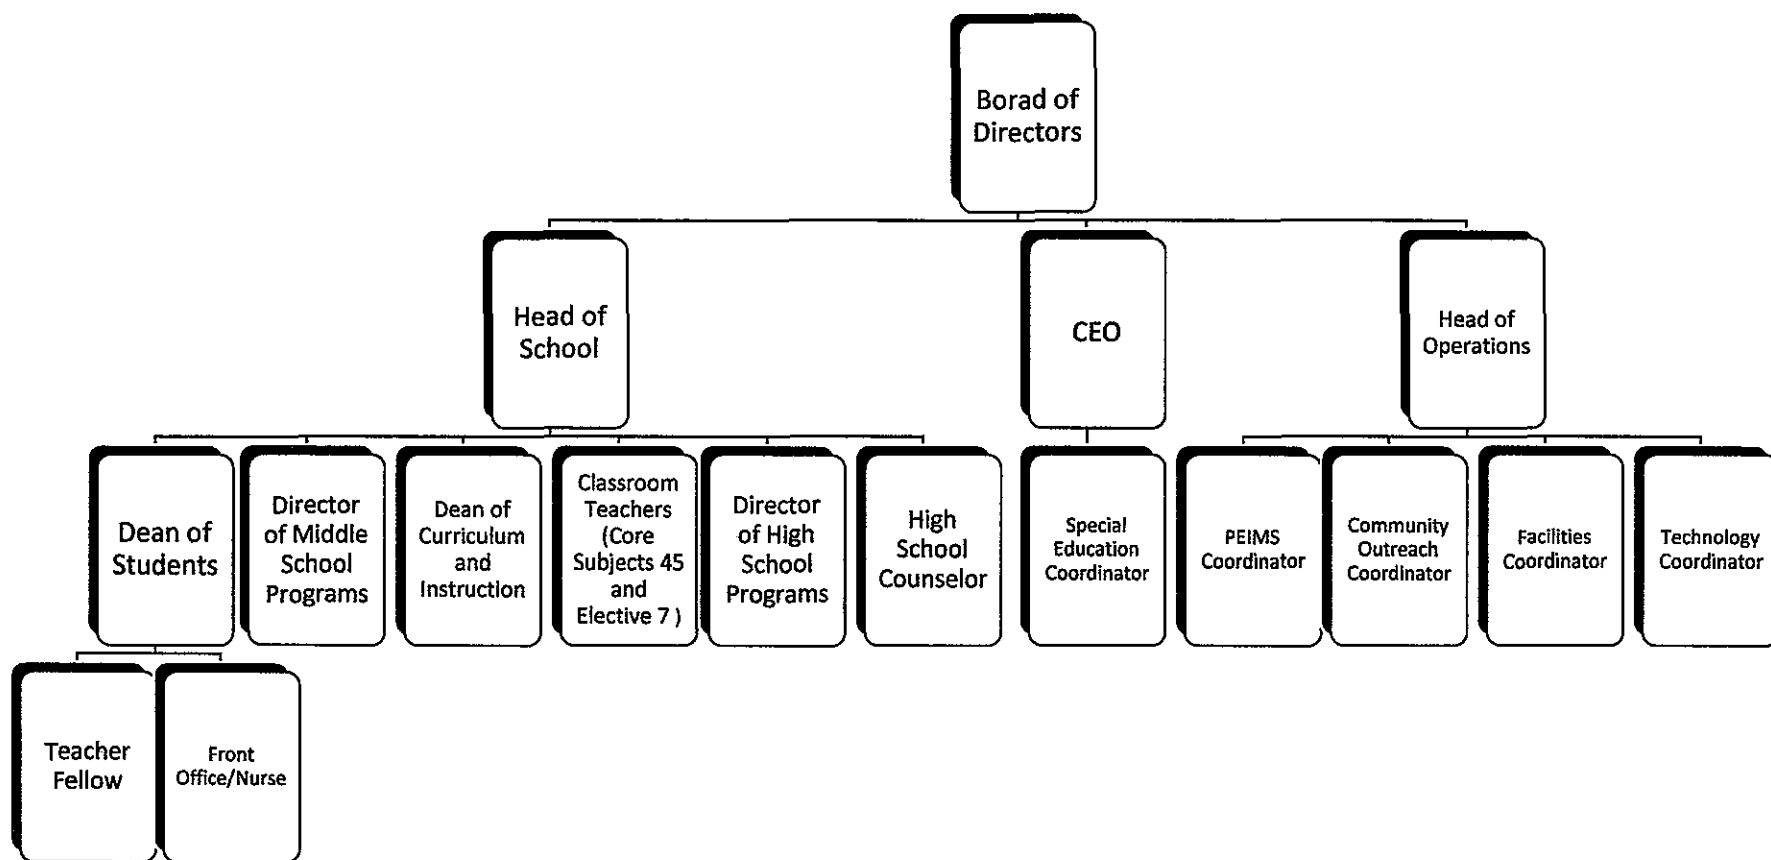 Borad of
Directors
Head of
School
CEO
Head of
Operations
Dean of
Students
Director
of Middle
School
Programs
Dean of
Curriculum
and
Instruction
Classroom
Teachers
(Core
Subjects 45
and
Elective 7 )
Director
of High
School
Programs
High
School
Counselor
Special
Education
Coordinator
PEIMS
Coordinator
Community
Outreach
Coordinator
Facilities
Coordinator
Technology
Coordinator
Teacher
Fellow
Front
Office/Nurse